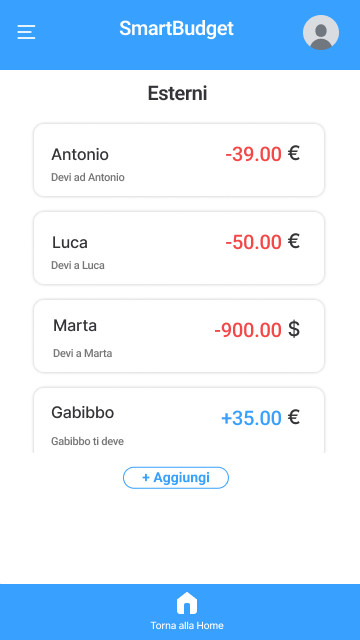 SmartBudget
Esterni
Antonio
-39.00 €
Devi ad Antonio
Luca
-50.00 €
Devi a Luca
Marta
-900.00 $
Devi a Marta
Gabibbo
+35.00 €
Gabibbo ti deve
+ Aggiungi
Torna alla Home